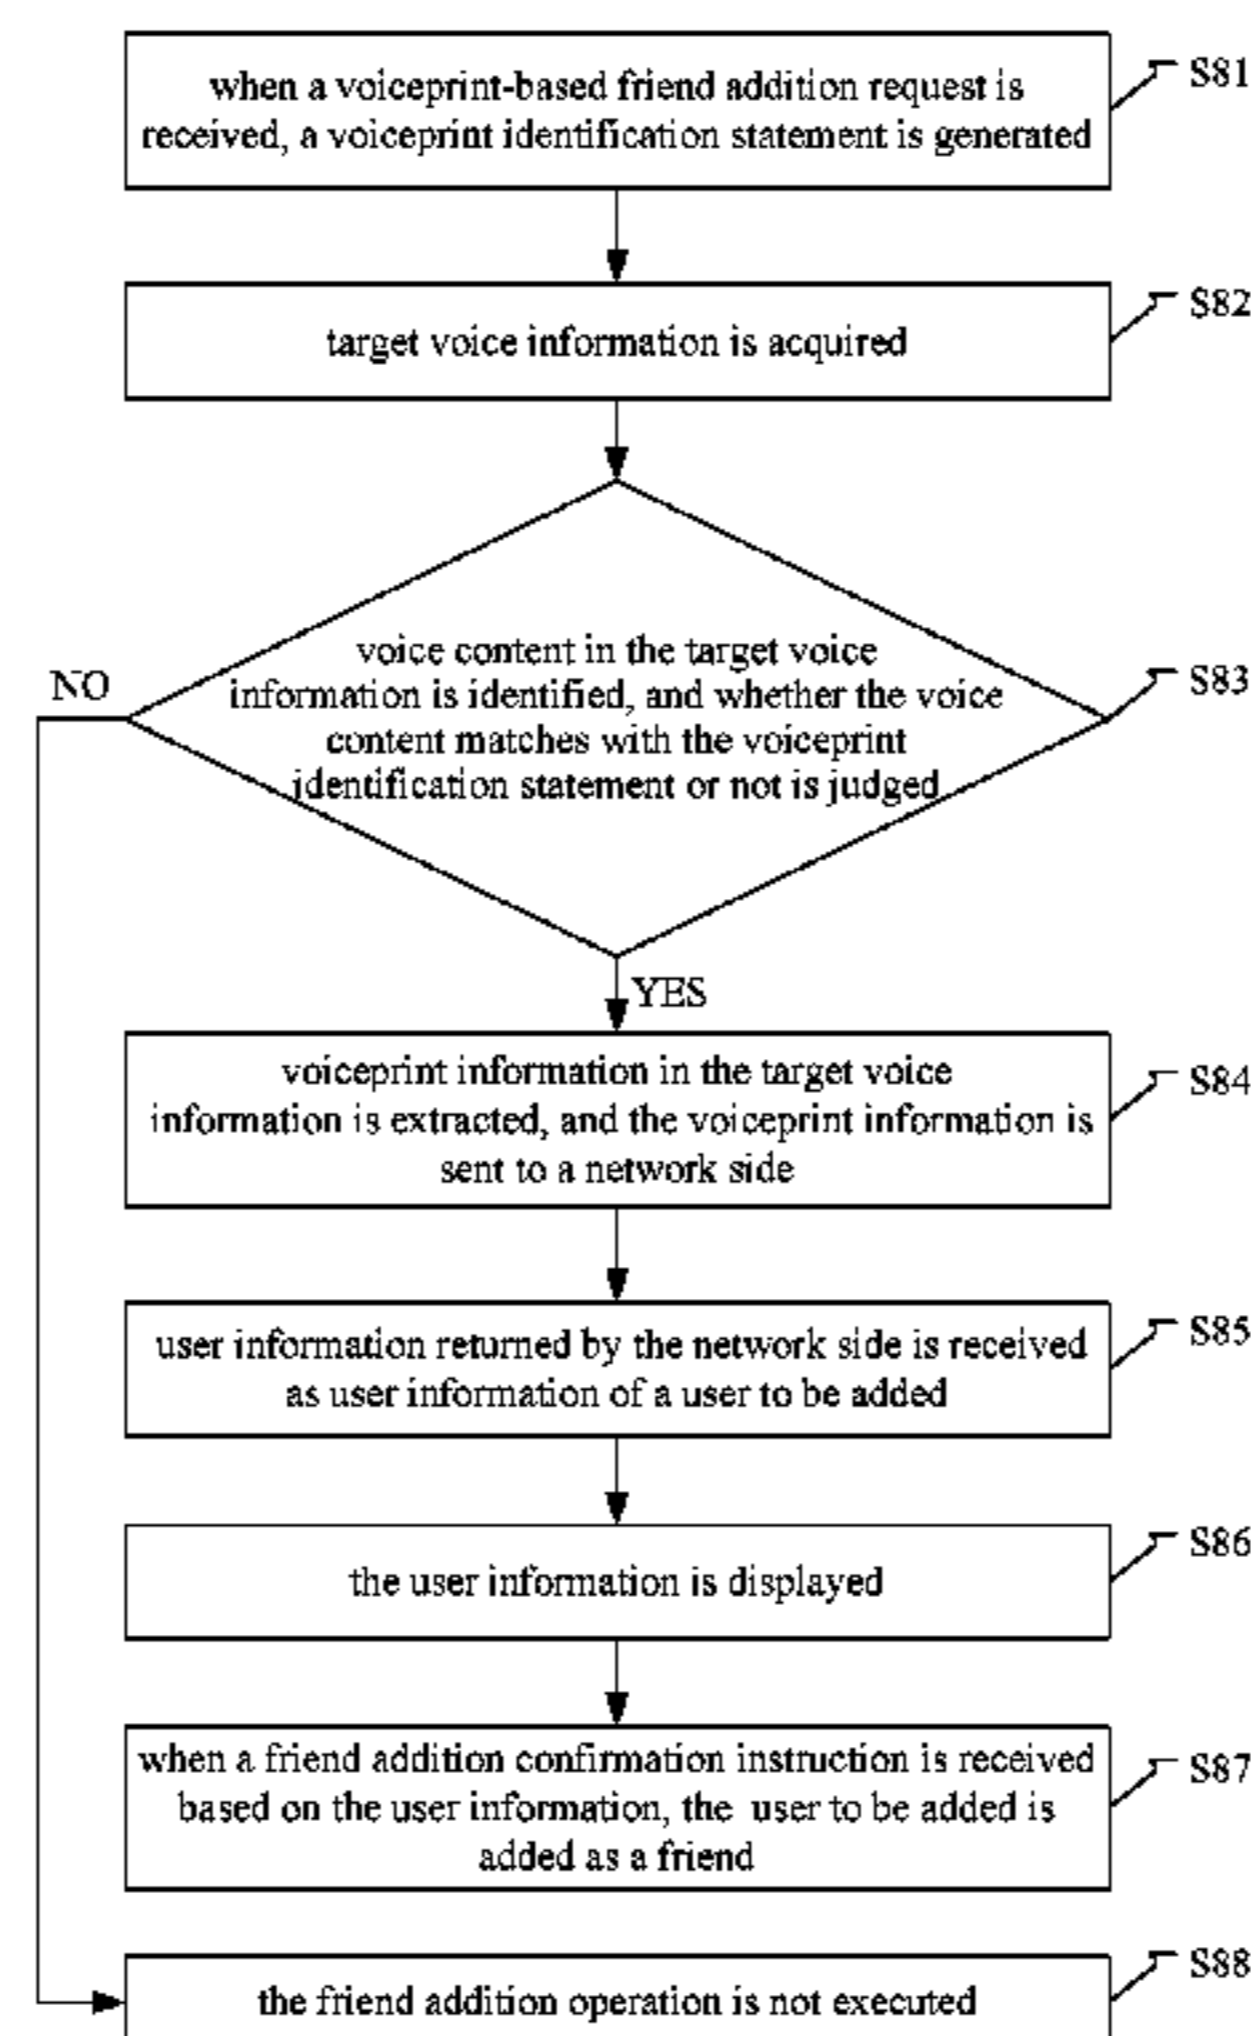 when a voiceprint-based friend addition request is
received, a voiceprint identification statement is generated
S81
target voice information is acquired
S82
voice content in the target voice
information is identified, and whether the voice
content matches with the voiceprint
identification statement or not is judged
S83
NO
YES
voiceprint information in the target voice
information is extracted, and the voiceprint information is
sent to a network side
S84
user information returned by the network side is received
as user information of a user to be added
S85
the user information is displayed
S86
when a friend addition confirmation instruction is received
based on the user information, the user to be added is
added as a friend
S87
the friend addition operation is not executed
S88